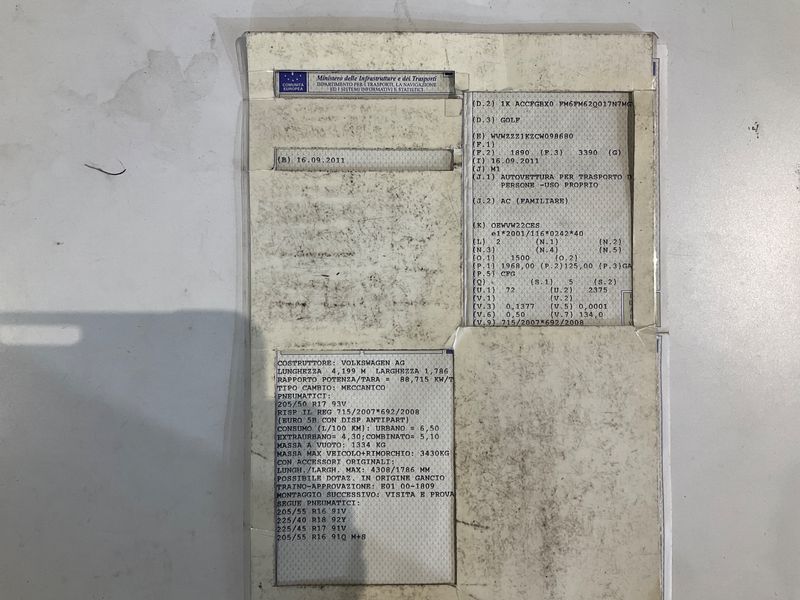 COMUNITA EUROPEA
Ministero delle Infrastrutture e dei Trasporti
DIPARTIMENTO PER I TRASPORTI, LA NAVIGAZIONE
ED I SISTEMI INFORMATIVI E STATISTICI
(B) 16.09.2011
(D.2) 1K ACCFGBX0 FM6FM62Q017N7MG
(D.3) GOLF
(E) WVWZZZ1KZCW098680
(F.1)
(F.2) 1890 (F.3) 3390 (G)
(I) 16.09.2011
(J) M1
(J.1) AUTOVETTURA PER TRASPORTO D
PERSONE -USO PROPRIO
(J.2) AC (FAMILIARE)
(K) OEWVW22CES
e1*2001/116*0242*40
(L) 2 (N.1) (N.2)
(N.3) (N.4) (N.5)
(O.1) 1500 (O.2)
(P.1) 1968,00 (P.2)125,00 (P.3)GA
(P.5) CFG
(Q) - (S.1) 5 (S.2)
(U.1) 72 (U.2) 2375
(V.1) (V.2)
(V.3) 0,1377 (V.5) 0,0001
(V.6) 0,50 (V.7) 134,0
(V.9) 715/2007*692/2008
COSTRUTTORE: VOLKSWAGEN AG
LUNGHEZZA 4,199 M LARGHEZZA 1,786
RAPPORTO POTENZA/TARA = 88,715 KW/T
TIPO CAMBIO: MECCANICO
PNEUMATICI:
205/50 R17 93V
RISP IL REG 715/2007*692/2008
(EURO 5B CON DISP ANTIPART)
CONSUMO (L/100 KM): URBANO = 6,50
EXTRAURBANO= 4,30;COMBINATO= 5,10
MASSA A VUOTO: 1334 KG
MASSA MAX VEICOLO+RIMORCHIO: 3430KG
CON ACCESSORI ORIGINALI:
LUNGH./LARGH. MAX: 4308/1786 MM
POSSIBILE DOTAZ. IN ORIGINE GANCIO
TRAINO-APPROVAZIONE: E01 00-1809
MONTAGGIO SUCCESSIVO: VISITA E PROVA
SEGUE PNEUMATICI:
205/55 R16 91V
225/40 R18 92Y
225/45 R17 91V
205/55 R16 91Q M+S